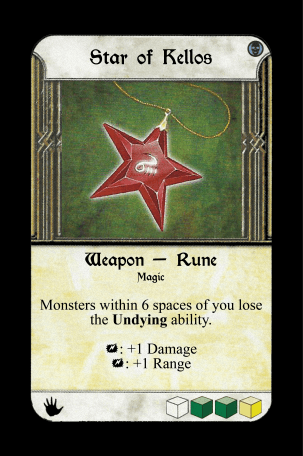 Star of Kellos
Weapon – Rune
Magic
Monsters within 6 spaces of you lose
the Undying ability.
: +1 Damage
: +1 Range